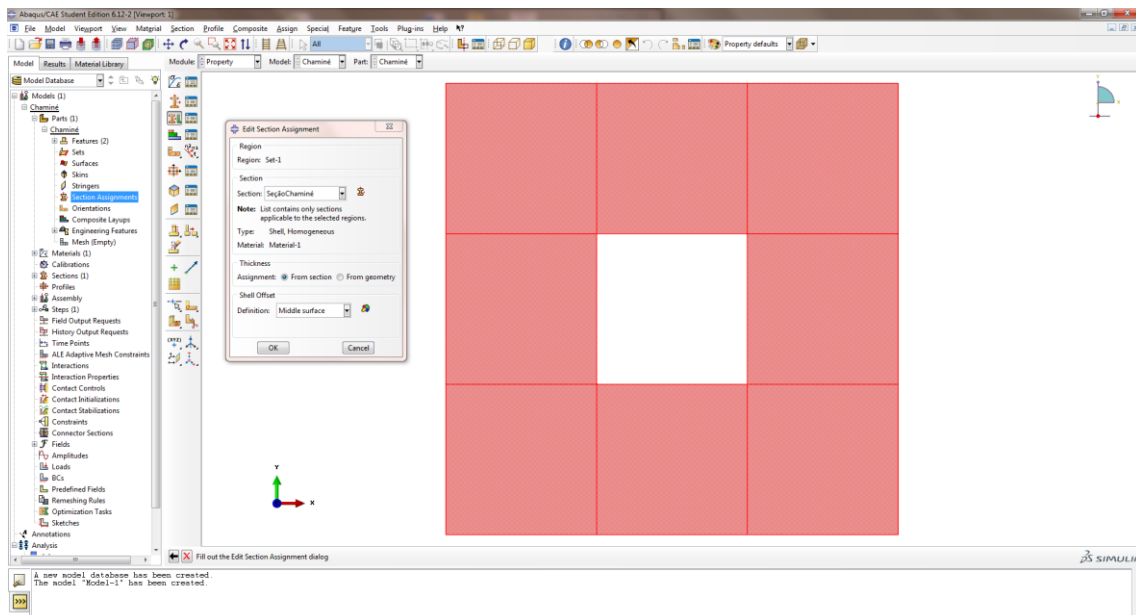 Abaqus/CAE Student Edition 6.12-2 [Viewport: 1]
File Model Viewport View Material Section Profile Composite Assign Special Feature Tools Plug-ins Help
All Property defaults
Model Results Material Library Module: Property Model: Chaminé Part: Chaminé
Model Database
Models (1)
Chaminé
Parts (1)
Chaminé
Features (2)
Sets
Surfaces
Skins
Stringers
Section Assignments
Orientations
Composite Layups
Engineering Features
Mesh (Empty)
Materials (1)
Calibrations
Sections (1)
Profiles
Assembly
Steps (1)
Field Output Requests
History Output Requests
Time Points
ALE Adaptive Mesh Constraints
Interactions
Interaction Properties
Contact Controls
Contact Initializations
Contact Stabilizations
Constraints
Connector Sections
Fields
Amplitudes
Loads
BCs
Predefined Fields
Remeshing Rules
Optimization Tasks
Sketches
Annotations
Analysis
Edit Section Assignment
Region
Region: Set-1
Section
Section: SeçãoChaminé
Note: List contains only sections
applicable to the selected regions.
Type: Shell, Homogeneous
Material: Material-1
Thickness
Assignment: From section From geometry
Shell Offset
Definition: Middle surface
OK Cancel
Y
X
Fill out the Edit Section Assignment dialog
SIMULIA
A new model database has been created.
The model "Model-1" has been created.
>>>